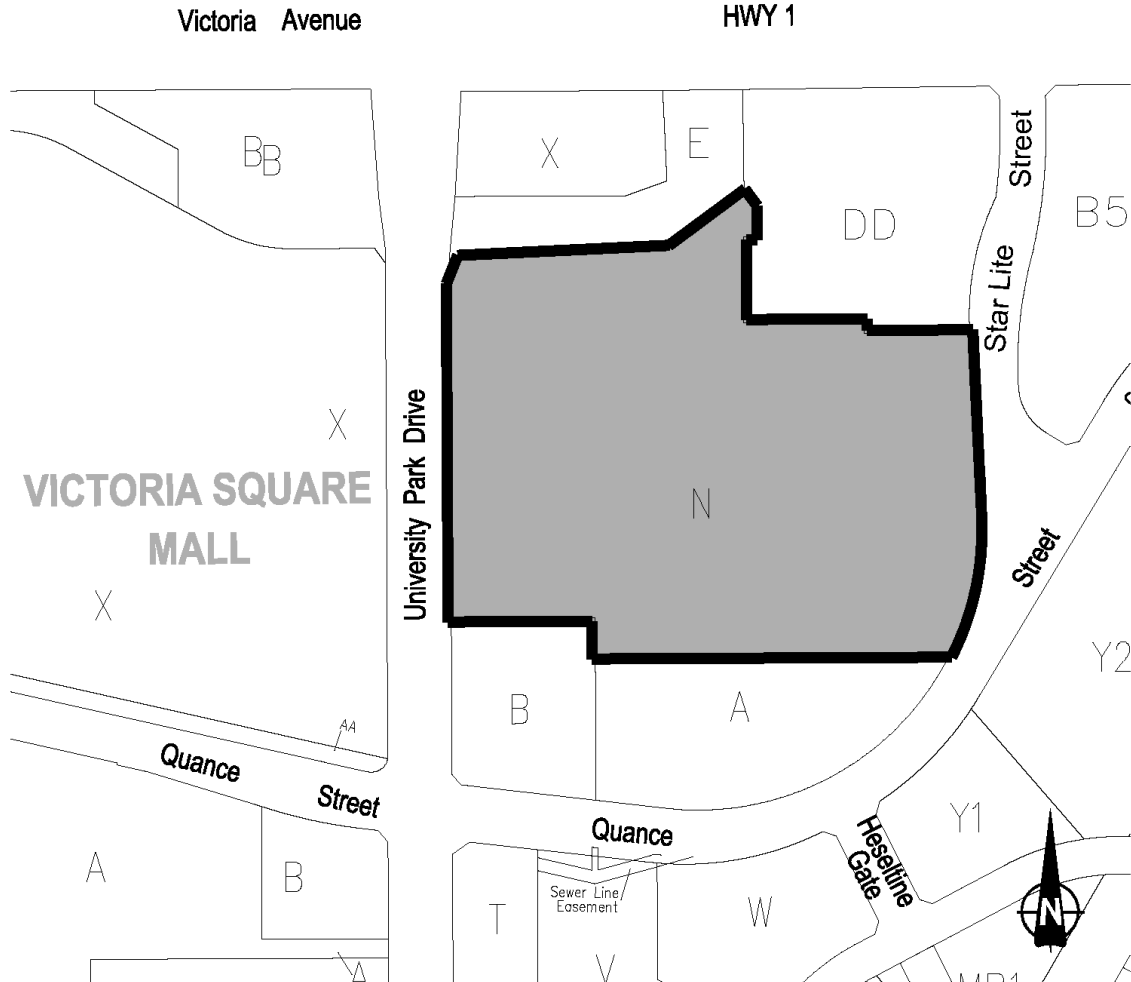 Victoria Avenue
HWY 1
BB
X
E
DD
B5
Street
Star Lite
X
VICTORIA SQUARE
MALL
University Park Drive
N
Street
X
Y2
B
A
AA
Quance
Street
Quance
Y1
Heseltine
Gate
A
B
Sewer Line/
Easement
T
W
N
V
A